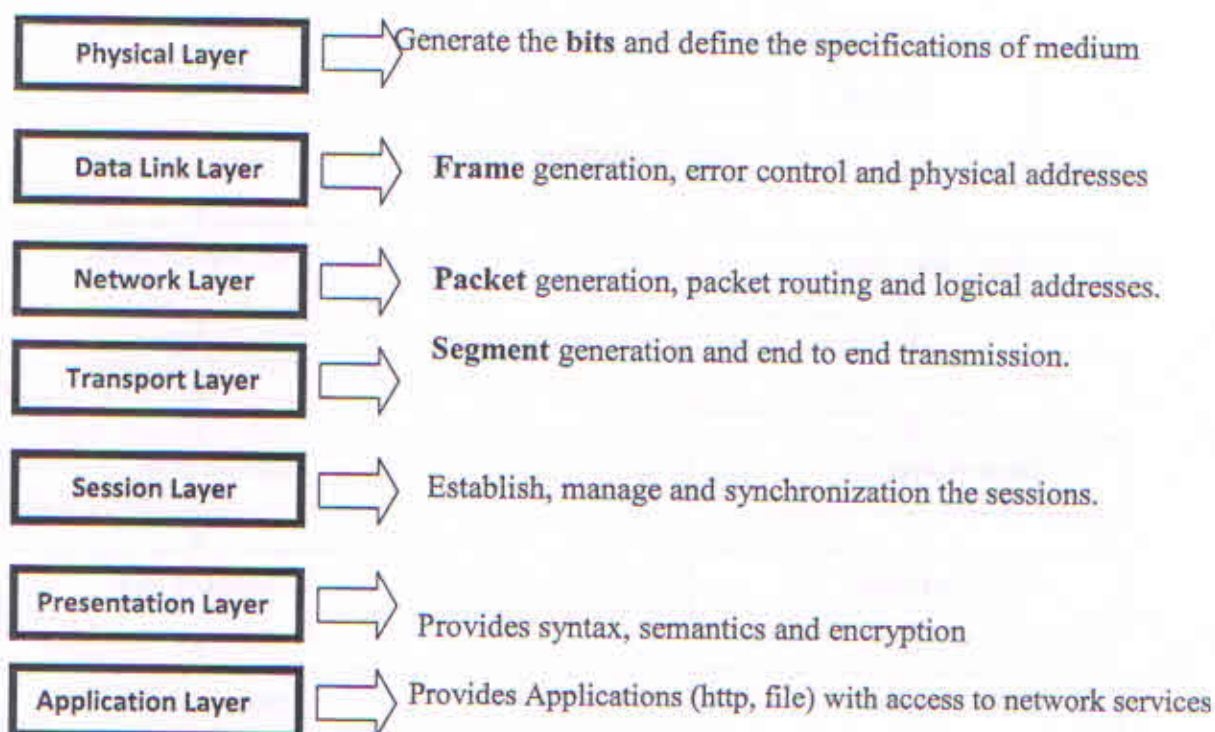 Physical Layer
Generate the bits and define the specifications of medium
Data Link Layer
Frame generation, error control and physical addresses
Network Layer
Packet generation, packet routing and logical addresses.
Transport Layer
Segment generation and end to end transmission.
Session Layer
Establish, manage and synchronization the sessions.
Presentation Layer
Provides syntax, semantics and encryption
Application Layer
Provides Applications (http, file) with access to network services